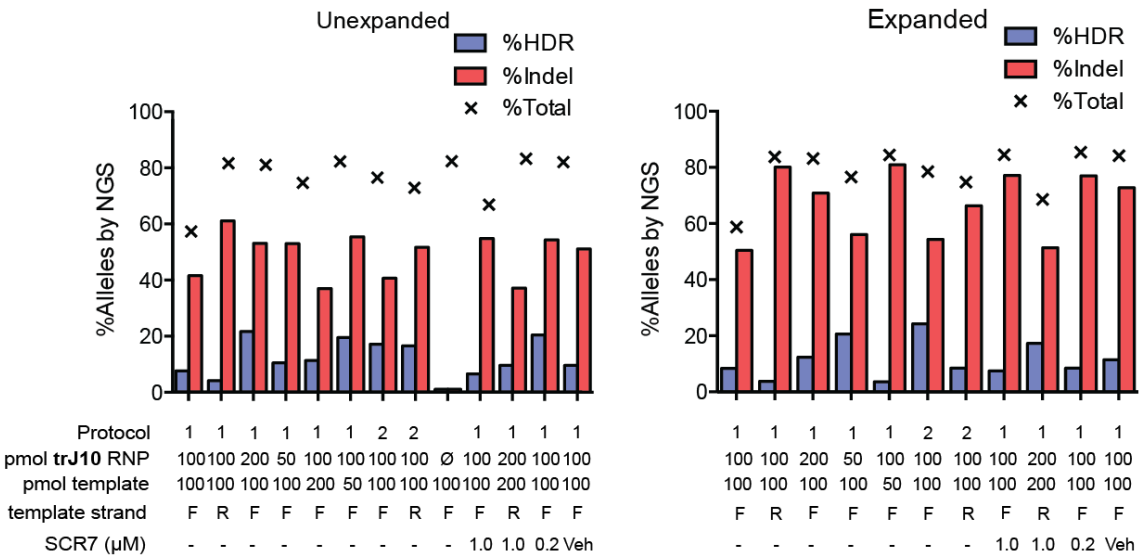 Unexpanded
%HDR
%Indel
%Total
%Alleles by NGS
100
80
60
40
20
0
Protocol 1 1 1 1 1 1 2 2 1 1 1 1
pmol trJ10 RNP 100 100 200 50 100 100 100 100 Ø 100 200 100 100
pmol template 100 100 100 100 200 50 100 100 100 100 200 100 100
template strand F R F F F F F R F F R F F
SCR7 (µM) - - - - - - - - - 1.0 1.0 0.2 Veh
Expanded
%HDR
%Indel
%Total
%Alleles by NGS
100
80
60
40
20
0
1 1 1 1 1 2 2 1 1 1 1
100 100 200 50 100 100 100 100 200 100 100
100 100 100 100 50 100 100 100 200 100 100
F R F F F F R F R F F
- - - - - - - 1.0 1.0 0.2 Veh